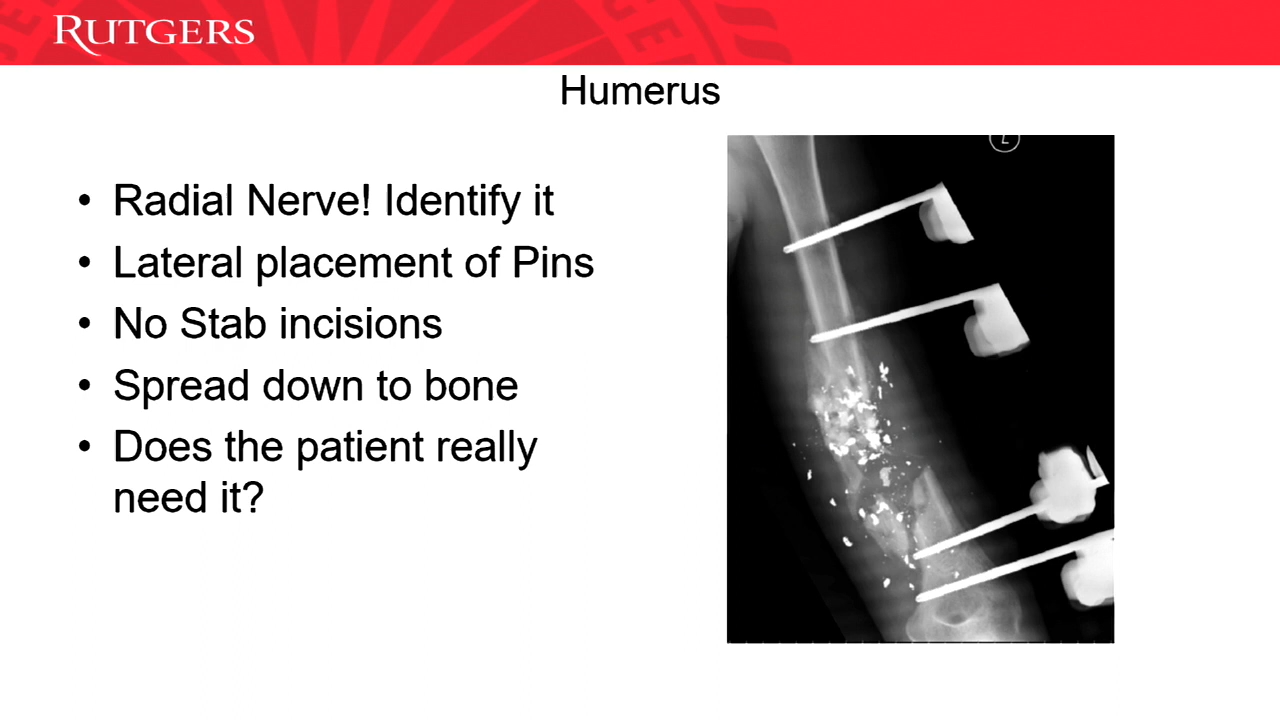 RUTGERS
Humerus
• Radial Nerve! Identify it
• Lateral placement of Pins
• No Stab incisions
• Spread down to bone
• Does the patient really
need it?
L